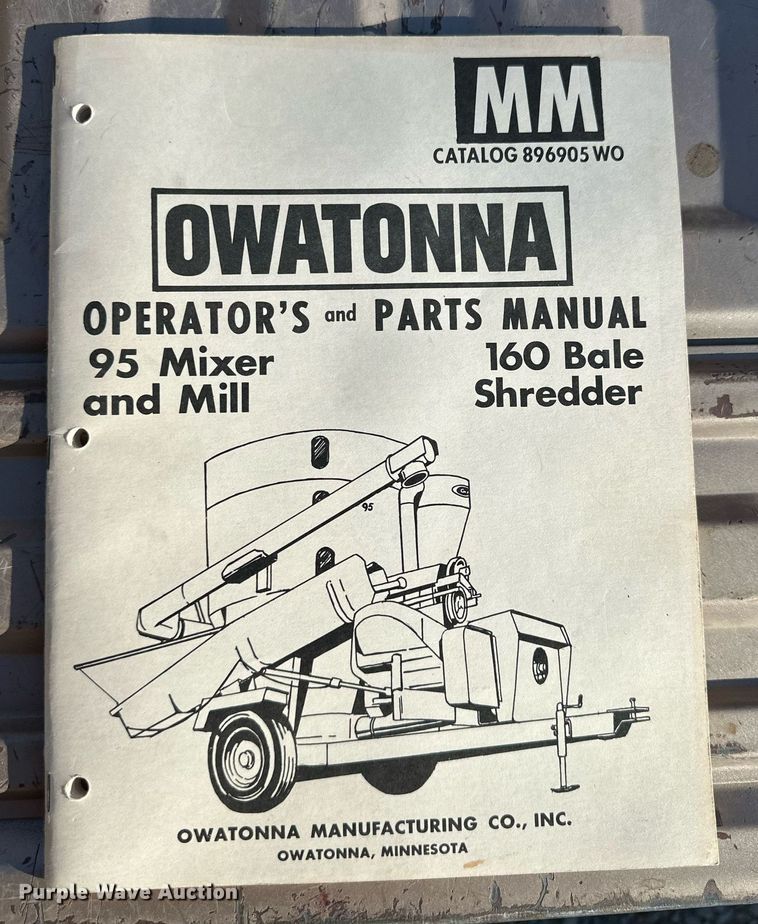 MM
CATALOG 896905 WO
OWATONNA
OPERATOR'S and PARTS MANUAL
95 Mixer and Mill
160 Bale Shredder
95
OWATONNA MANUFACTURING CO., INC.
OWATONNA, MINNESOTA
Purple Wave Auction